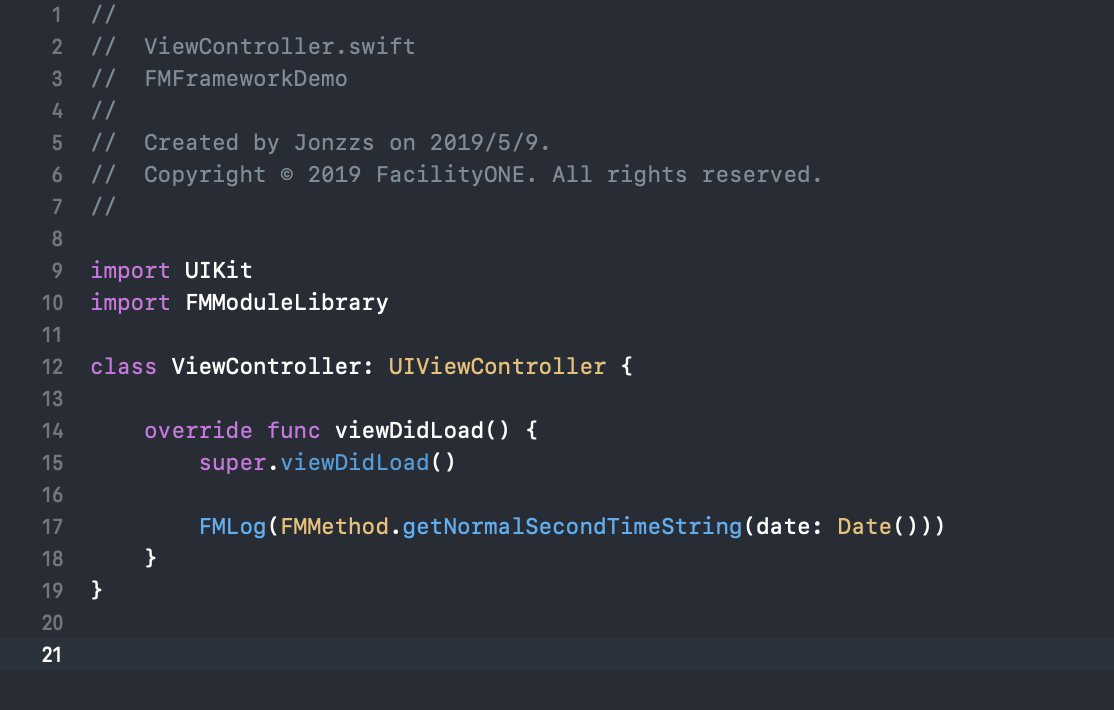 1 //
2 //  ViewController.swift
3 //  FMFrameworkDemo
4 //
5 //  Created by Jonzzs on 2019/5/9.
6 //  Copyright © 2019 FacilityONE. All rights reserved.
7 //
8
9 import UIKit
10 import FMModuleLibrary
11
12 class ViewController: UIViewController {
13
14     override func viewDidLoad() {
15         super.viewDidLoad()
16
17         FMLog(FMMethod.getNormalSecondTimeString(date: Date()))
18     }
19 }
20
21